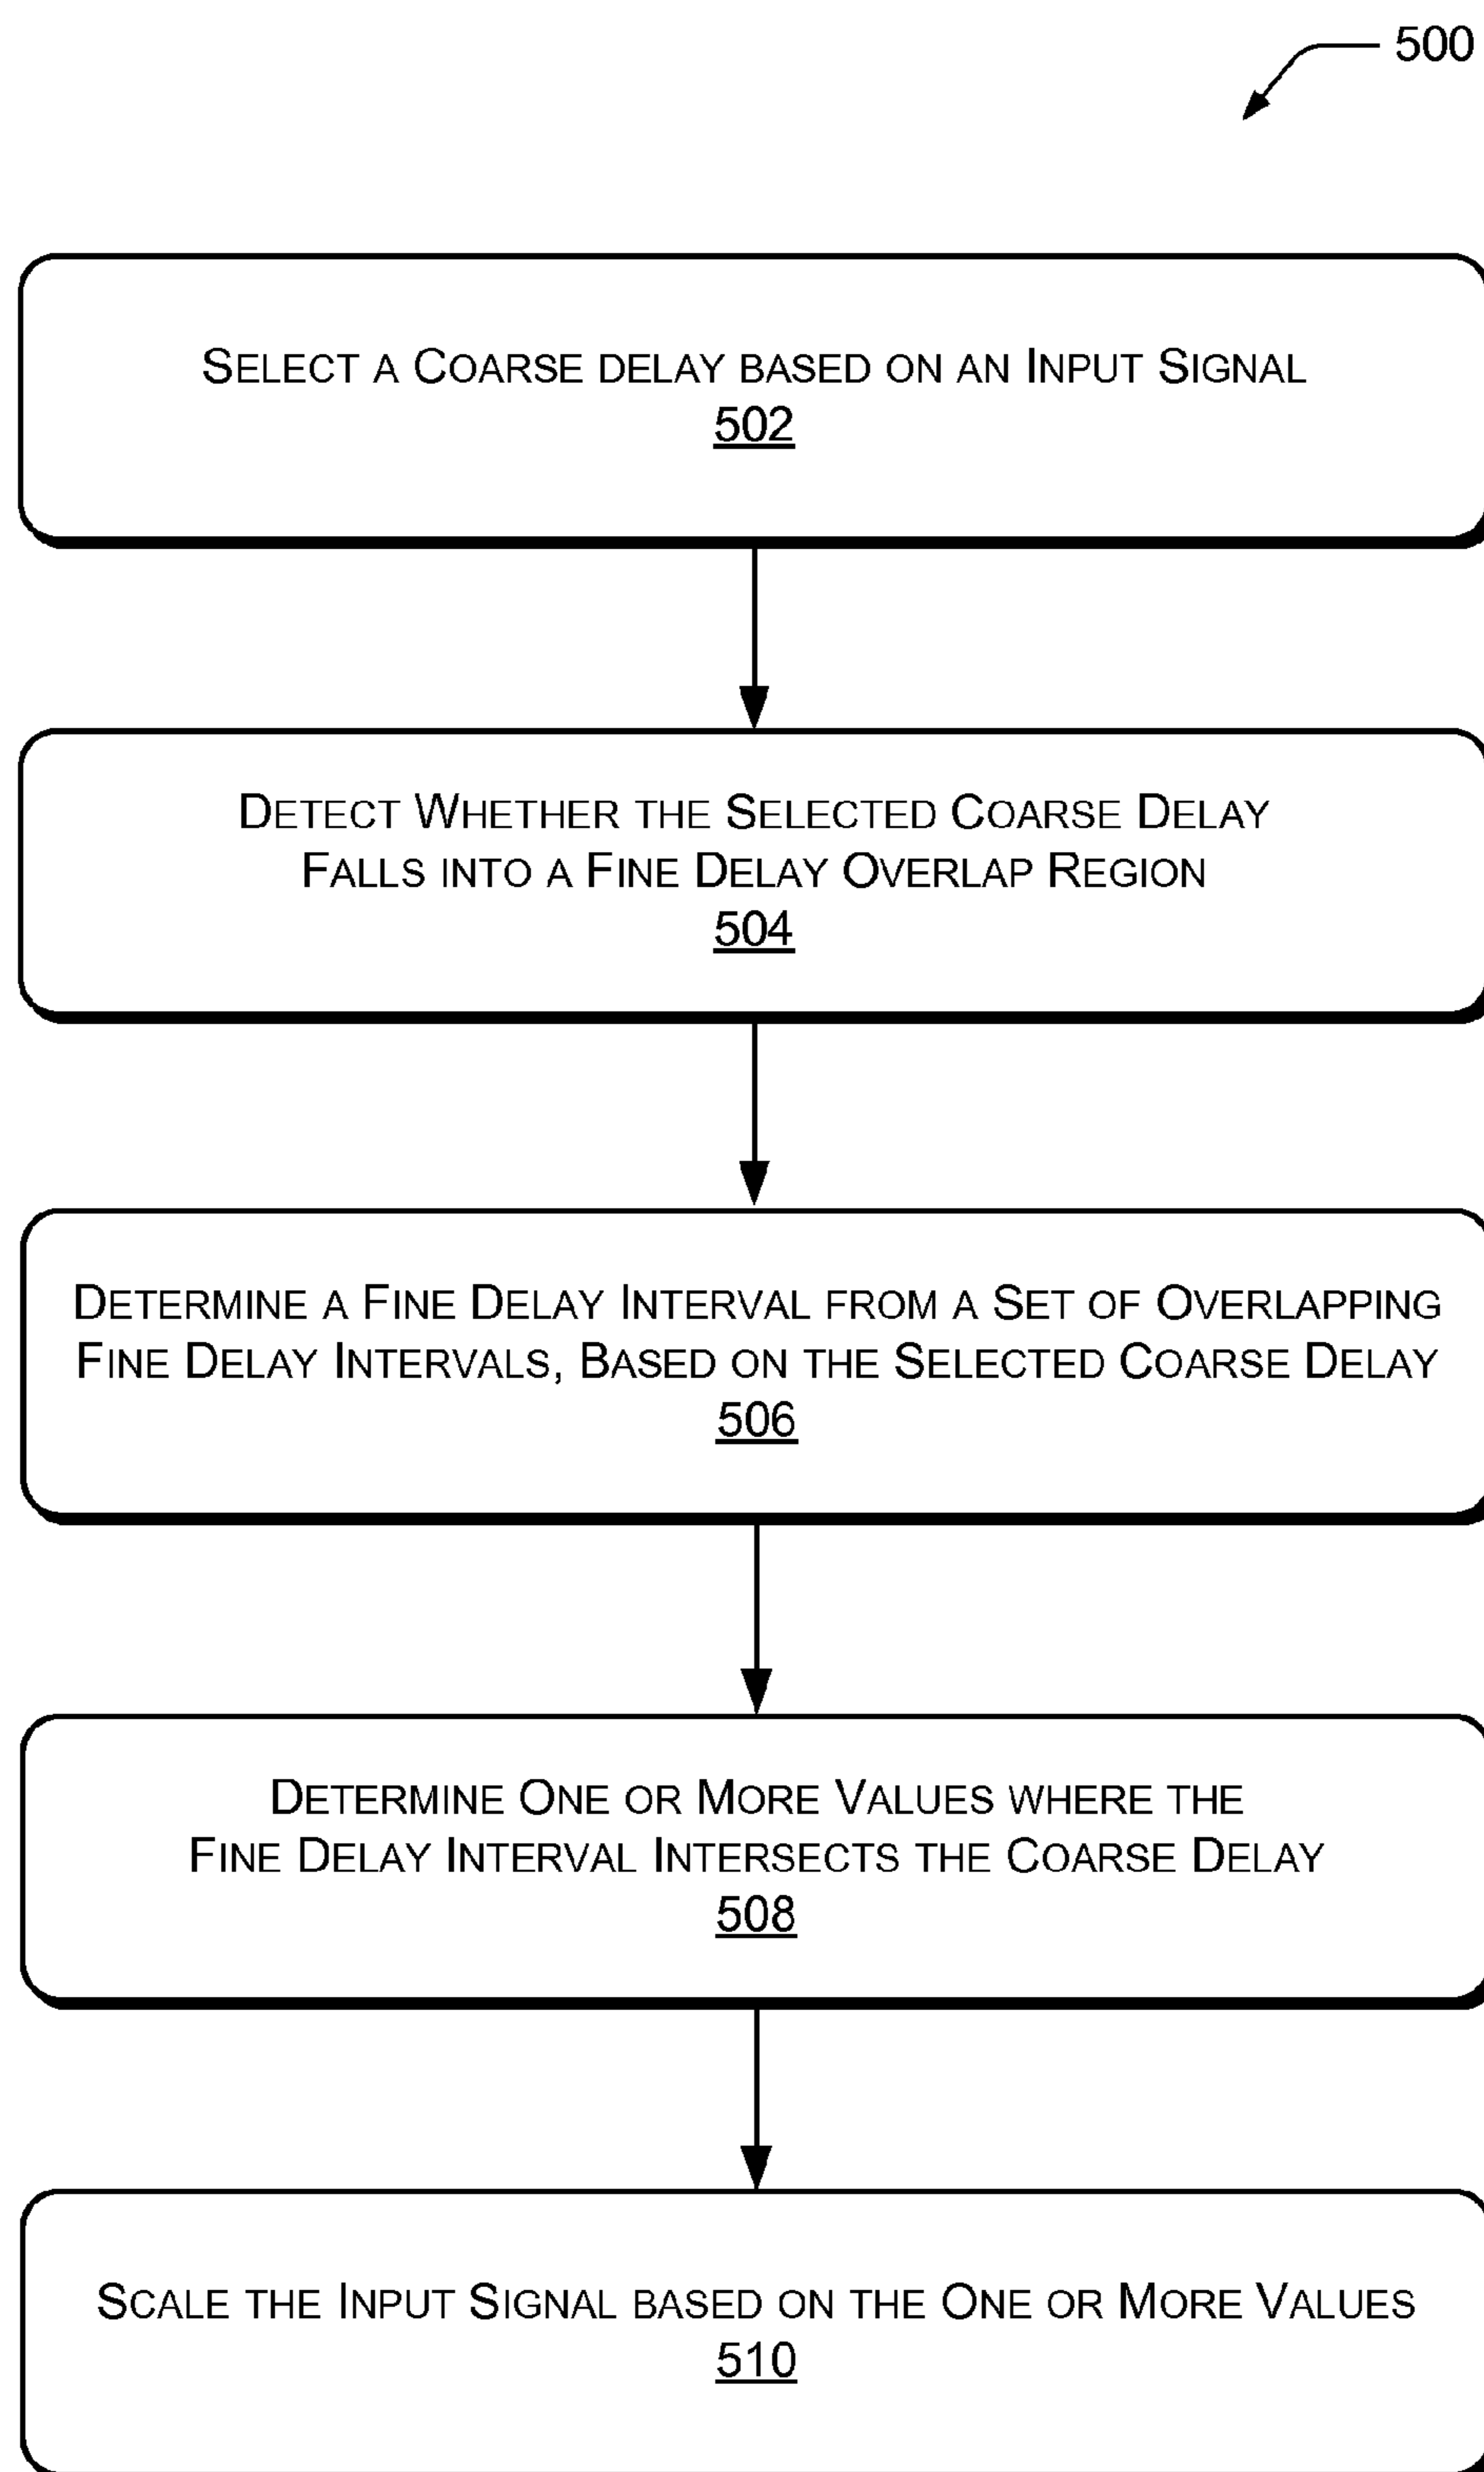 500
SELECT A COARSE DELAY BASED ON AN INPUT SIGNAL
502
DETECT WHETHER THE SELECTED COARSE DELAY
FALLS INTO A FINE DELAY OVERLAP REGION
504
DETERMINE A FINE DELAY INTERVAL FROM A SET OF OVERLAPPING
FINE DELAY INTERVALS, BASED ON THE SELECTED COARSE DELAY
506
DETERMINE ONE OR MORE VALUES WHERE THE
FINE DELAY INTERVAL INTERSECTS THE COARSE DELAY
508
SCALE THE INPUT SIGNAL BASED ON THE ONE OR MORE VALUES
510